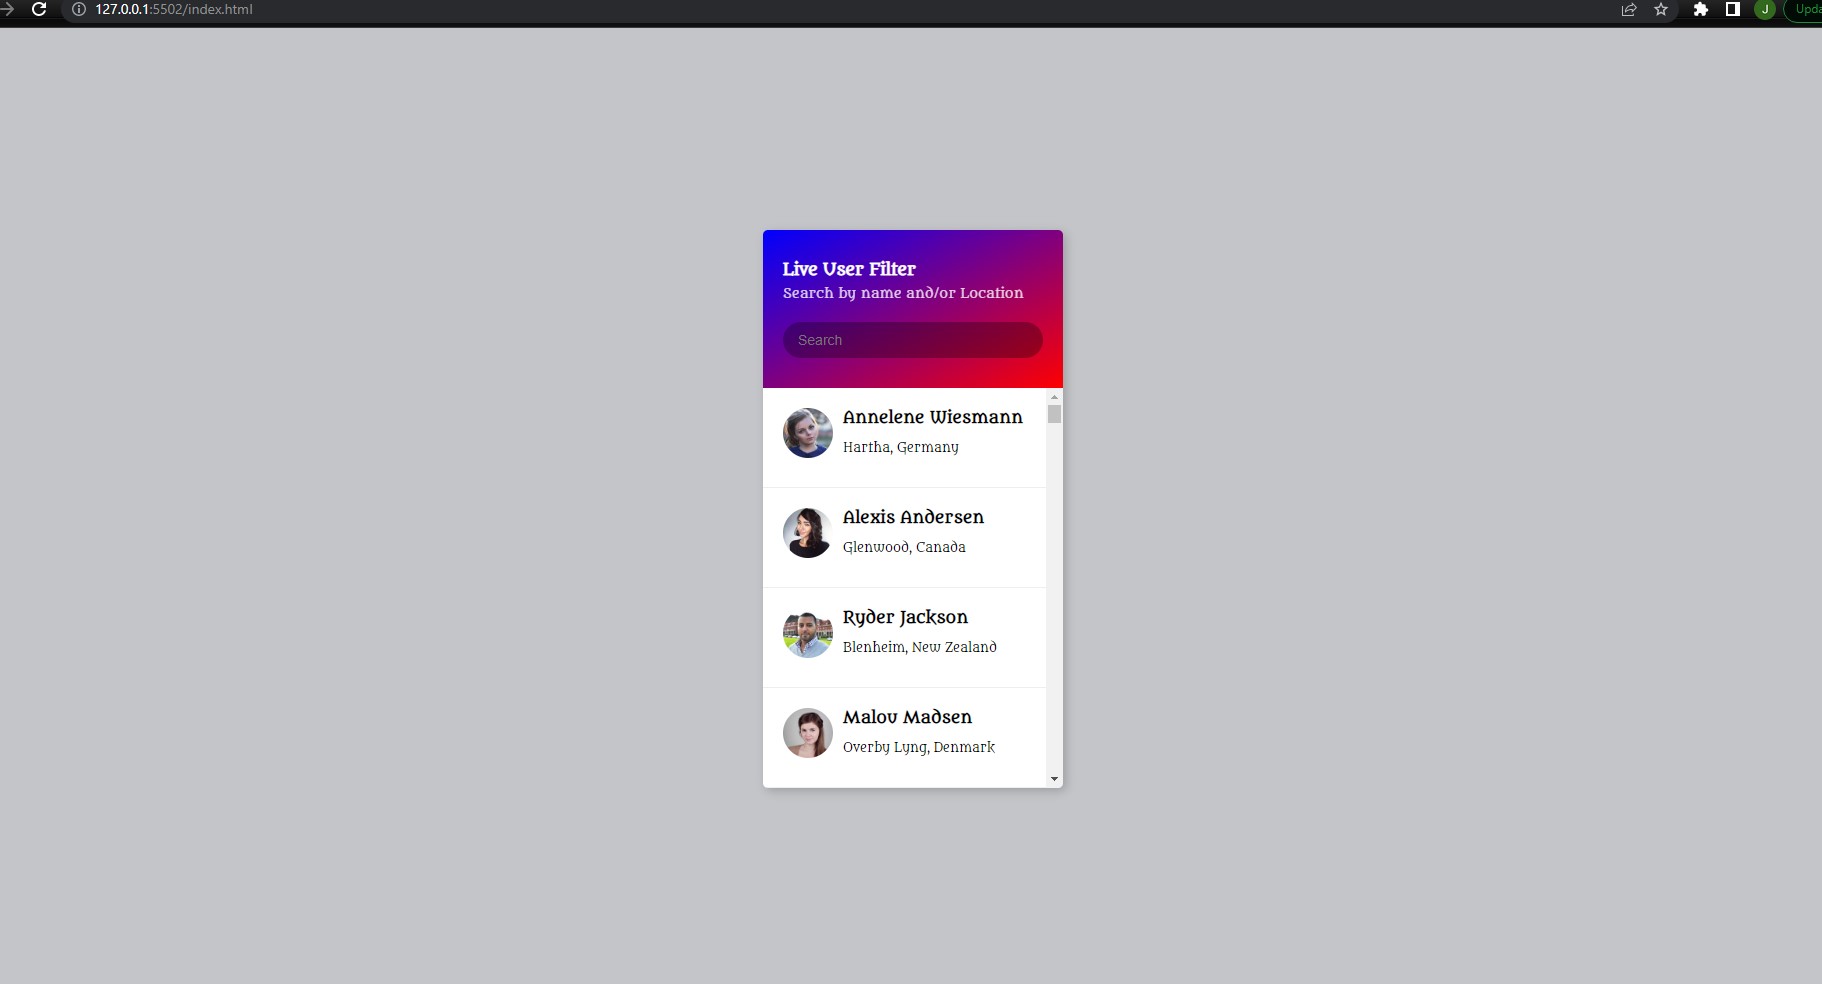 127.0.0.1:5502/index.html
J
Upda
Live User Filter
Search by name and/or Location
Search
Annelene Wiesmann
Hartha, Germany
Alexis Andersen
Glenwood, Canada
Ryder Jackson
Blenheim, New Zealand
Malou Madsen
Overby Lyng, Denmark